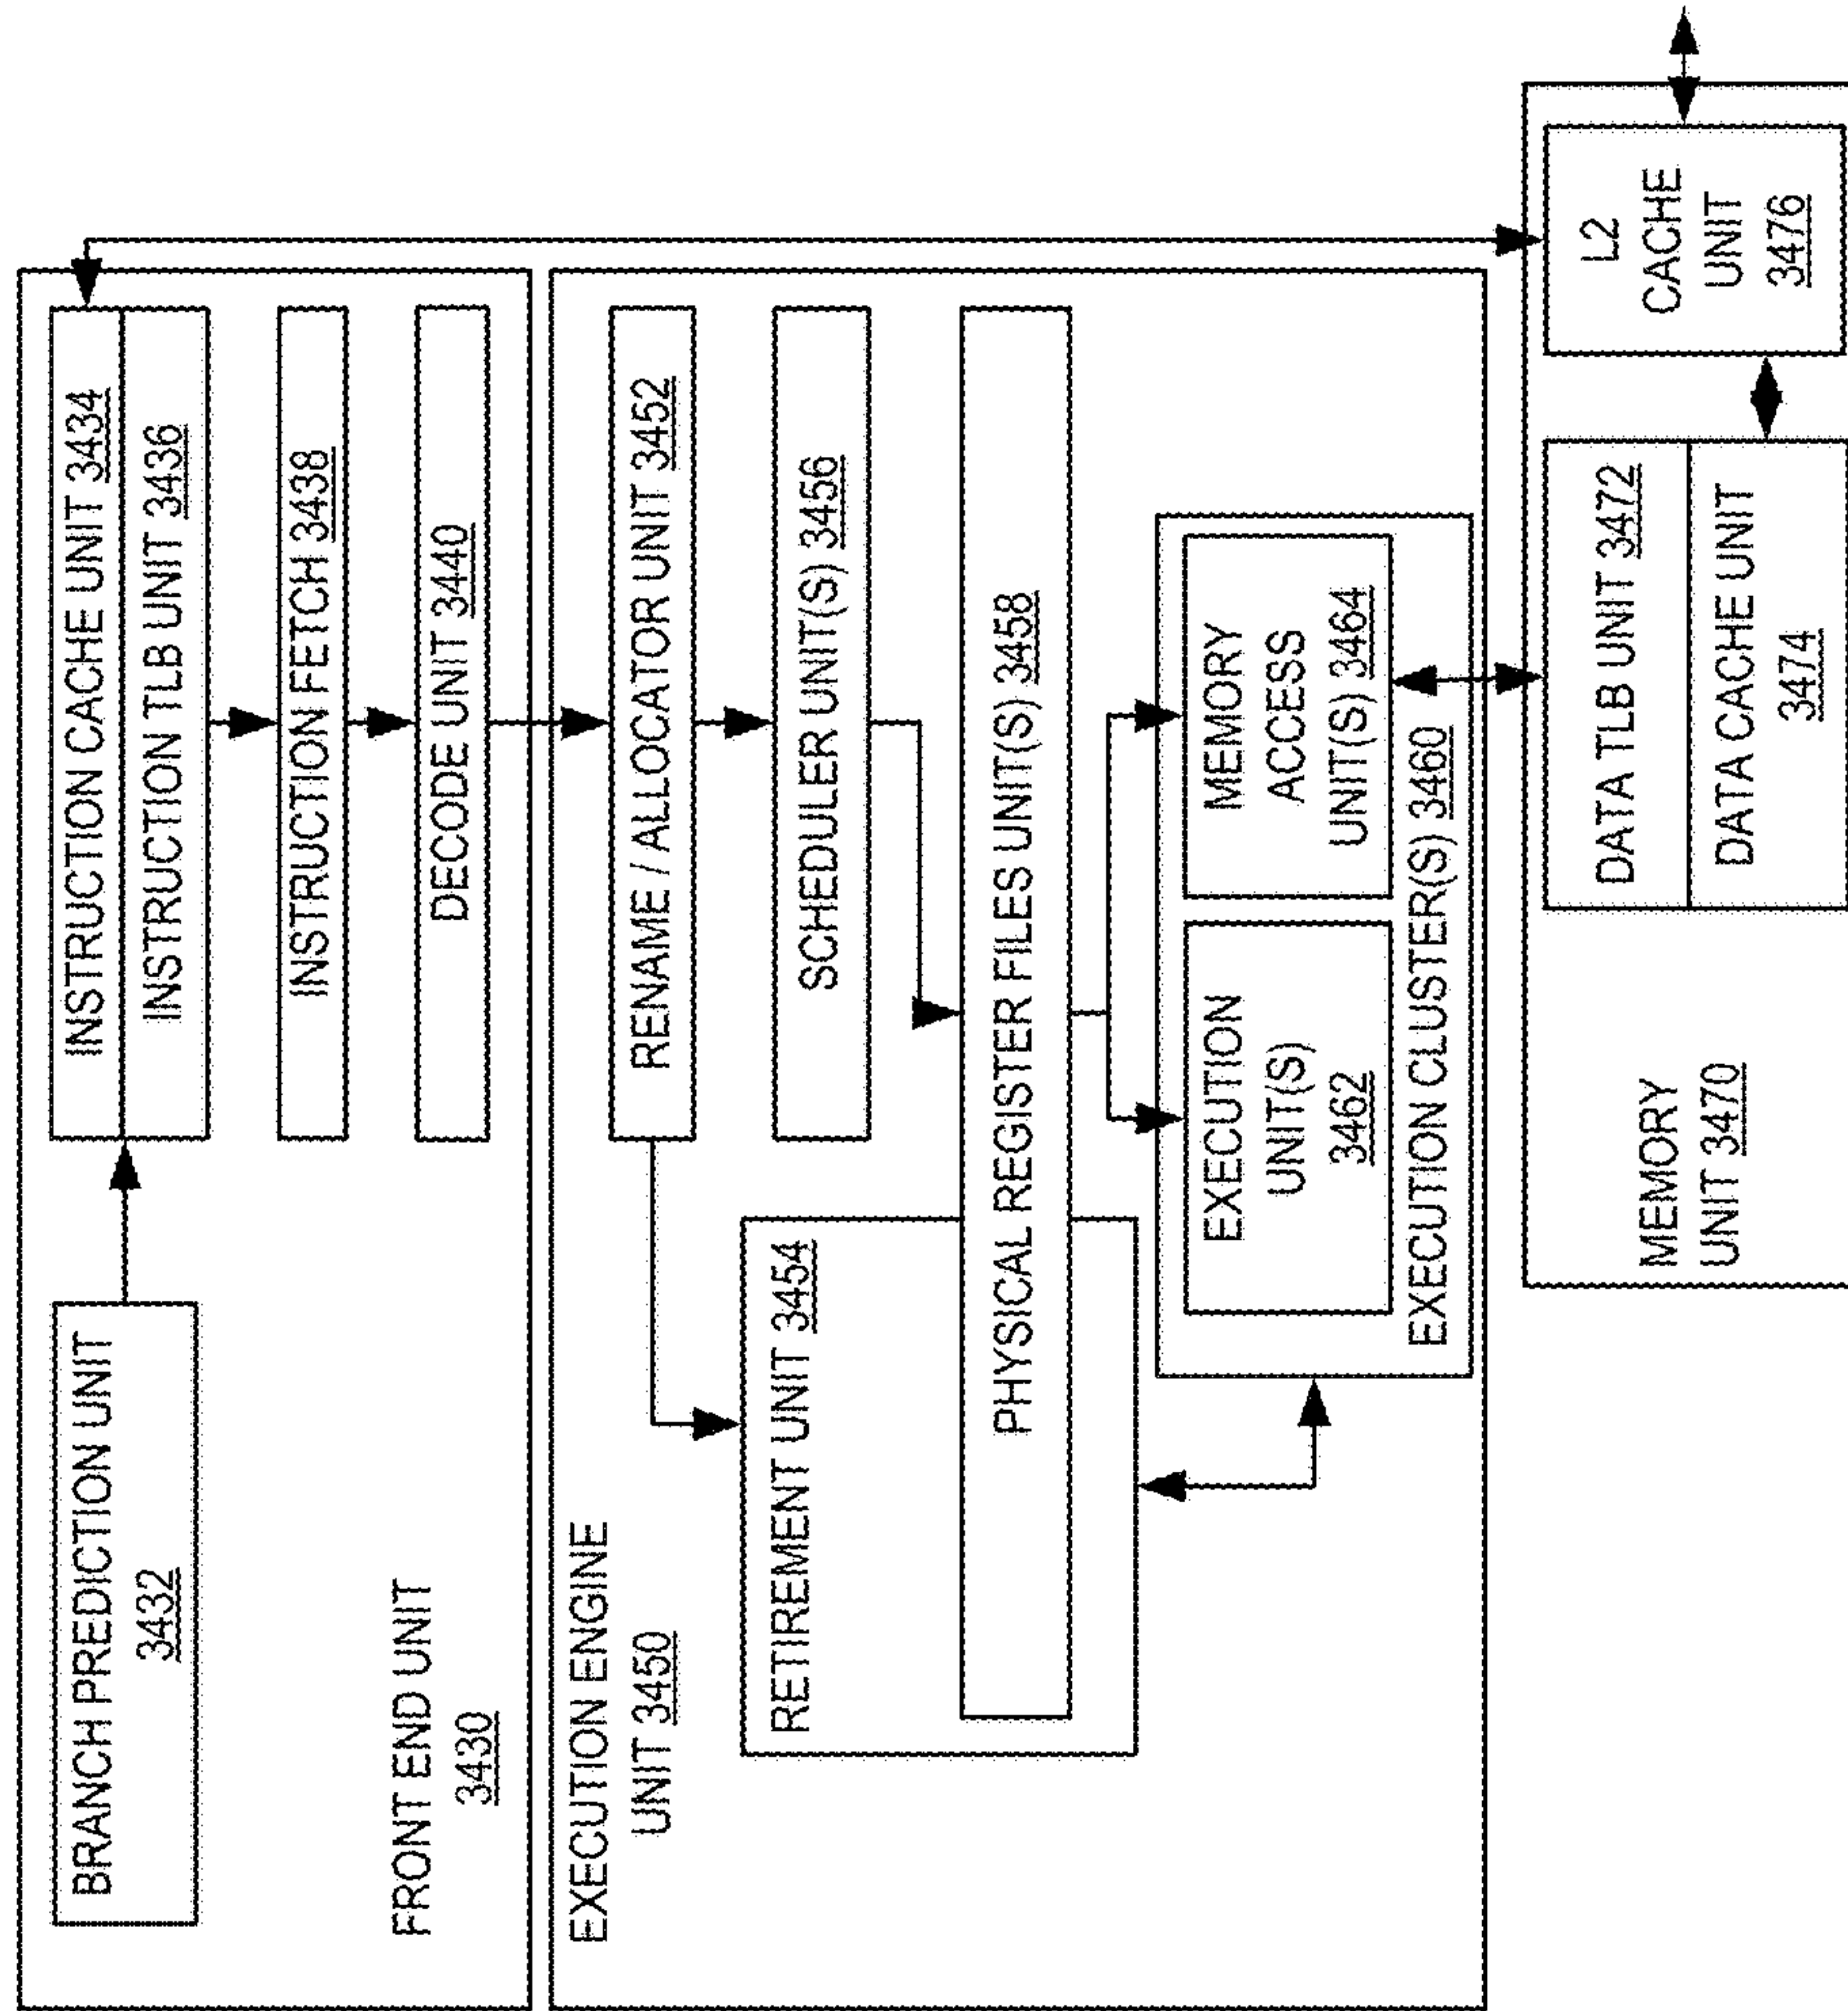 BRANCH PREDICTION UNIT
3432
INSTRUCTION CACHE UNIT 3434
INSTRUCTION TLB UNIT 3436
INSTRUCTION FETCH 3438
DECODE UNIT 3440
FRONT END UNIT
3430
EXECUTION ENGINE
UNIT 3450
RENAME / ALLOCATOR UNIT 3452
RETIREMENT UNIT 3454
SCHEDULER UNIT(S) 3456
PHYSICAL REGISTER FILES UNIT(S) 3458
EXECUTION
UNIT(S)
3462
MEMORY
ACCESS
UNIT(S) 3464
EXECUTION CLUSTER(S) 3460
MEMORY
UNIT 3470
DATA TLB UNIT 3472
DATA CACHE UNIT
3474
L2
CACHE
UNIT
3476